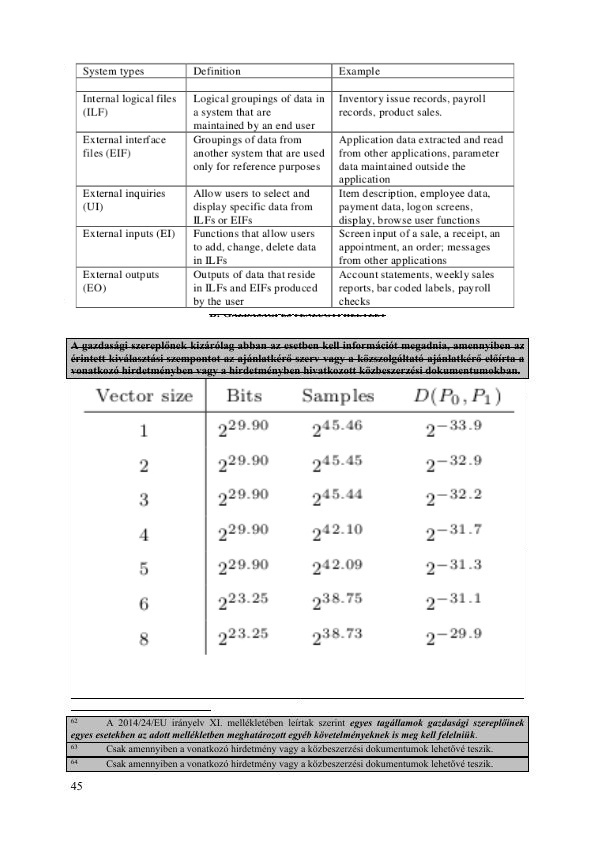 System types Definition Example
Internal logical files Logical groupings of data in Inventory issue records, payroll
(ILF) a system that are records, product sales.
maintained by an end user
External interface Groupings of data from Application data extracted and read
files (EIF) another system that are used from other applications, parameter
only for reference purposes data maintained outside the
application
External inquiries Allow users to select and Item description, employee data,
(UI) display specific data from payment data, logon screens,
ILFs or EIFs display, browse user functions
External inputs (EI) Functions that allow users Screen input of a sale, a receipt, an
to add, change, delete data appointment, an order; messages
in ILFs from other applications
External outputs Outputs of data that reside Account statements, weekly sales
(EO) in ILFs and EIFs produced reports, bar coded labels, payroll
by the user checks
A gazdasági szereplőnek kizárólag abban az esetben kell információt megadnia, amennyiben az
érintett kiválasztási szempontot az ajánlatkérő szerv vagy a közszolgáltató ajánlatkérő előírta a
vonatkozó hirdetményben vagy a hirdetményben hivatkozott közbeszerzési dokumentumokban.
Vector size Bits Samples D(P₀, P₁)
1 2^29.90 2^45.46 2^−33.9
2 2^29.90 2^45.45 2^−32.9
3 2^29.90 2^45.44 2^−32.2
4 2^29.90 2^42.10 2^−31.7
5 2^29.90 2^42.09 2^−31.3
6 2^23.25 2^38.75 2^−31.1
8 2^23.25 2^38.73 2^−29.9
62 A 2014/24/EU irányelv XI. mellékletében leírtak szerint egyes tagállamok gazdasági szereplőinek
egyes esetekben az adott mellékletben meghatározott egyéb követelményeknek is meg kell felelniük.
63 Csak amennyiben a vonatkozó hirdetmény vagy a közbeszerzési dokumentumok lehetővé teszik.
64 Csak amennyiben a vonatkozó hirdetmény vagy a közbeszerzési dokumentumok lehetővé teszik.
45